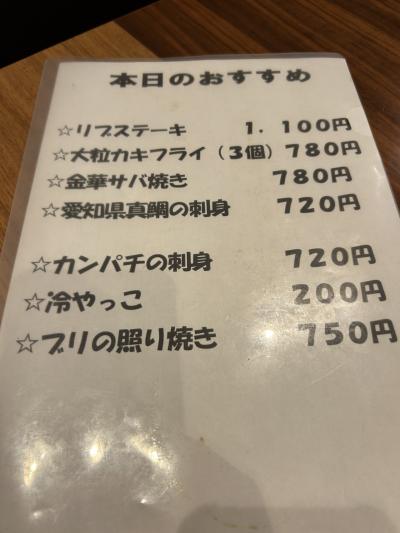 本日のおすすめ
☆リブステーキ 1.100円
☆大粒カキフライ(3個)780円
☆金華サバ焼き 780円
☆愛知県真鯛の刺身 720円
☆カンパチの刺身 720円
☆冷やっこ 200円
☆ブリの照り焼き 750円